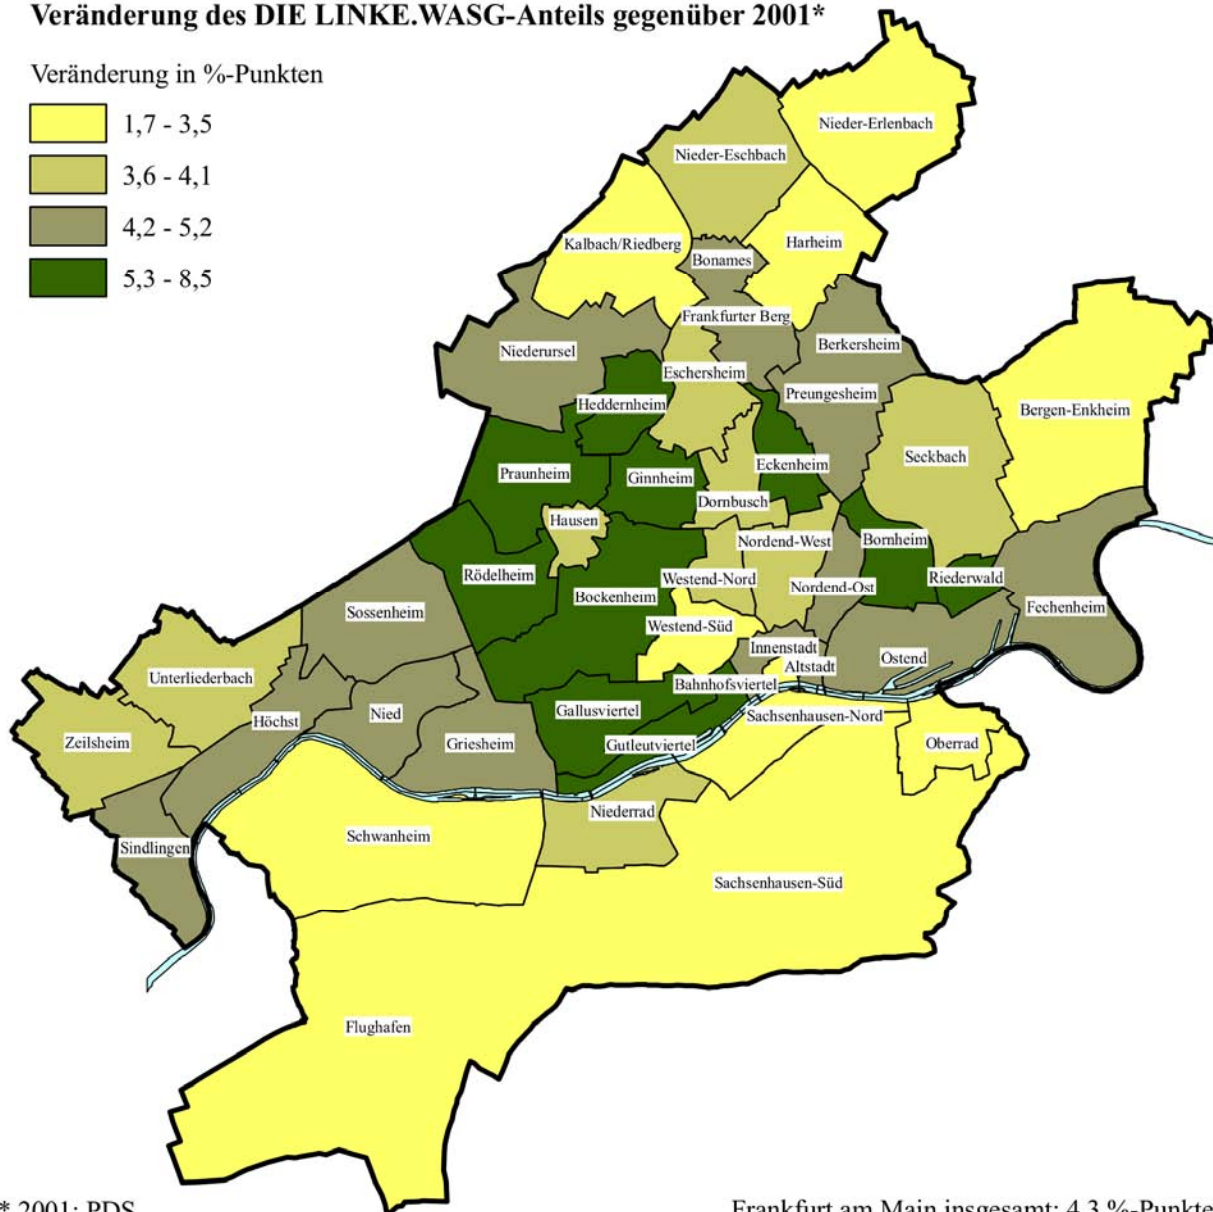 Veränderung des DIE LINKE.WASG-Anteils gegenüber 2001*
Veränderung in %-Punkten
1,7 - 3,5
3,6 - 4,1
4,2 - 5,2
5,3 - 8,5
Nieder-Erlenbach
Nieder-Eschbach
Kalbach/Riedberg
Harheim
Bonames
Frankfurter Berg
Berkersheim
Niederursel
Eschersheim
Preungesheim
Heddernheim
Bergen-Enkheim
Seckbach
Eckenheim
Praunheim
Ginnheim
Dornbusch
Hausen
Nordend-West
Bornheim
Rödelheim
Westend-Nord
Riederwald
Nordend-Ost
Bockenheim
Fechenheim
Sossenheim
Westend-Süd
Innenstadt
Ostend
Altstadt
Unterliederbach
Bahnhofsviertel
Gallusviertel
Nied
Sachsenhausen-Nord
Höchst
Zeilsheim
Griesheim
Gutleutviertel
Oberrad
Niederrad
Schwanheim
Sindlingen
Sachsenhausen-Süd
Flughafen
* 2001: PDS
Frankfurt am Main insgesamt: 4,3 %-Punkte